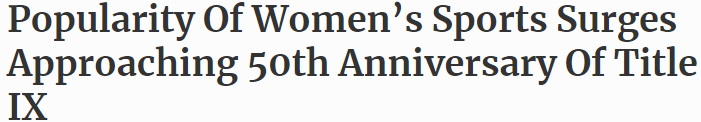 Popularity Of Women’s Sports Surges
Approaching 50th Anniversary Of Title
IX